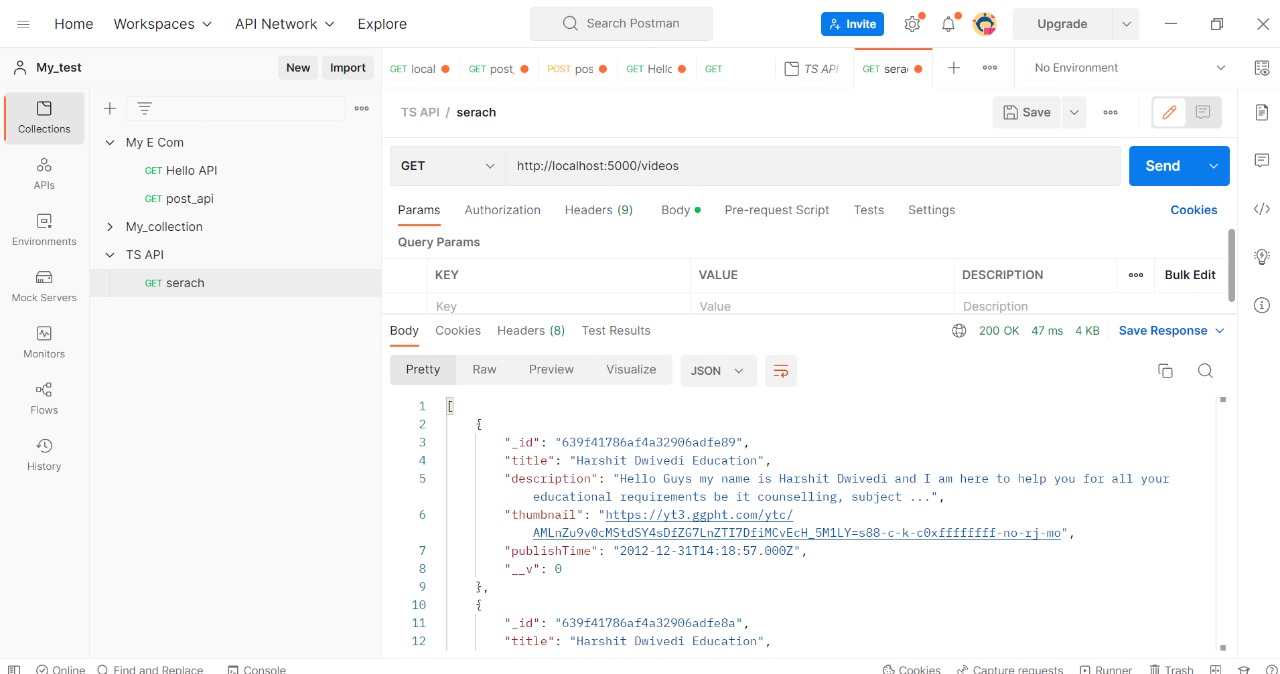 Home Workspaces API Network Explore Search Postman Invite Upgrade
My_test New Import
GET local GET post_ POST pos GET Hello GET TS API GET serac No Environment
TS API / serach Save
Collections
APIs
Environments
Mock Servers
Monitors
Flows
History
My E Com
GET Hello API
GET post_api
My_collection
TS API
GET serach
GET http://localhost:5000/videos Send
Params Authorization Headers (9) Body Pre-request Script Tests Settings Cookies
Query Params
KEY VALUE DESCRIPTION Bulk Edit
Key Value Description
Body Cookies Headers (8) Test Results 200 OK 47 ms 4 KB Save Response
Pretty Raw Preview Visualize JSON
1 [
2 {
3 "_id": "639f41786af4a32906adfe89",
4 "title": "Harshit Dwivedi Education",
5 "description": "Hello Guys my name is Harshit Dwivedi and I am here to help you for all your
educational requirements be it counselling, subject ...",
6 "thumbnail": "https://yt3.ggpht.com/ytc/
AMLnZu9v0cMStdSY4sDfZG7LnZTI7DfiMCvEcH_5M1LY=s88-c-k-c0xffffffff-no-rj-mo",
7 "publishTime": "2012-12-31T14:18:57.000Z",
8 "__v": 0
9 },
10 {
11 "_id": "639f41786af4a32906adfe8a",
12 "title": "Harshit Dwivedi Education",
Online Find and Replace Console Cookies Capture requests Runner Trash